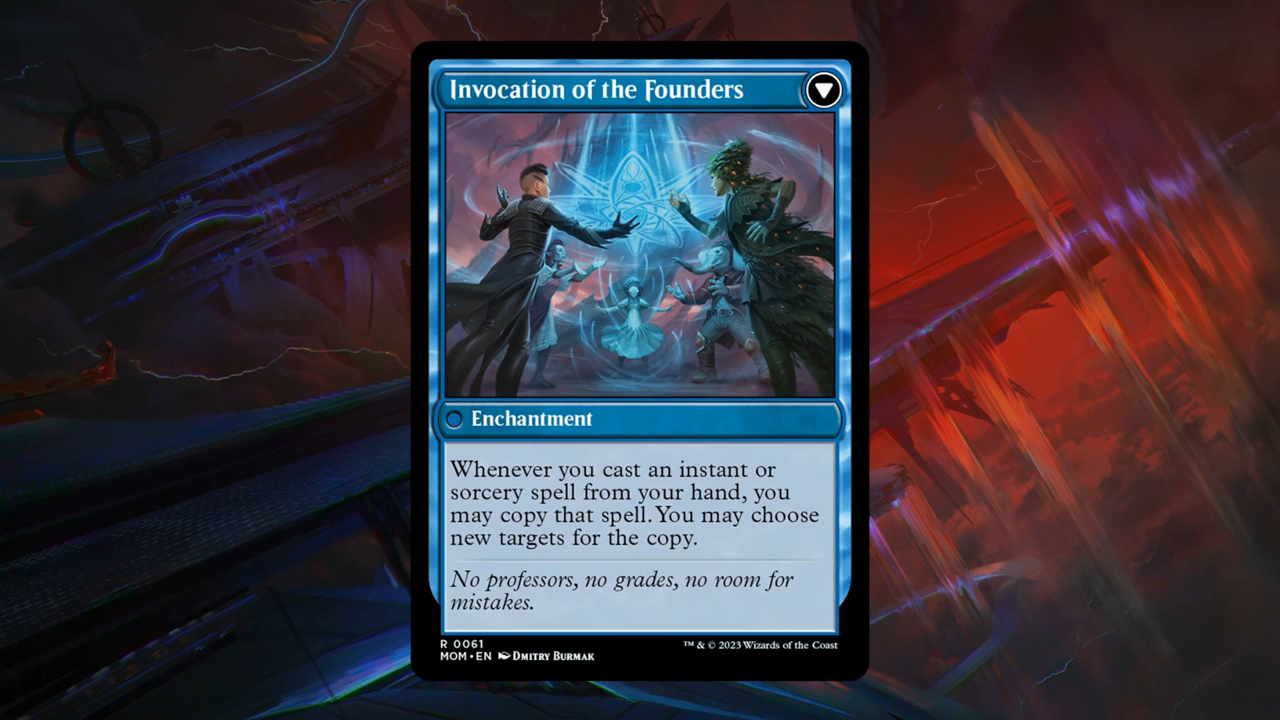 Invocation of the Founders
Enchantment
Whenever you cast an instant or
sorcery spell from your hand, you
may copy that spell. You may choose
new targets for the copy.
No professors, no grades, no room for
mistakes.
R 0061
MOM • EN Dmitry Burmak
™ & © 2023 Wizards of the Coast